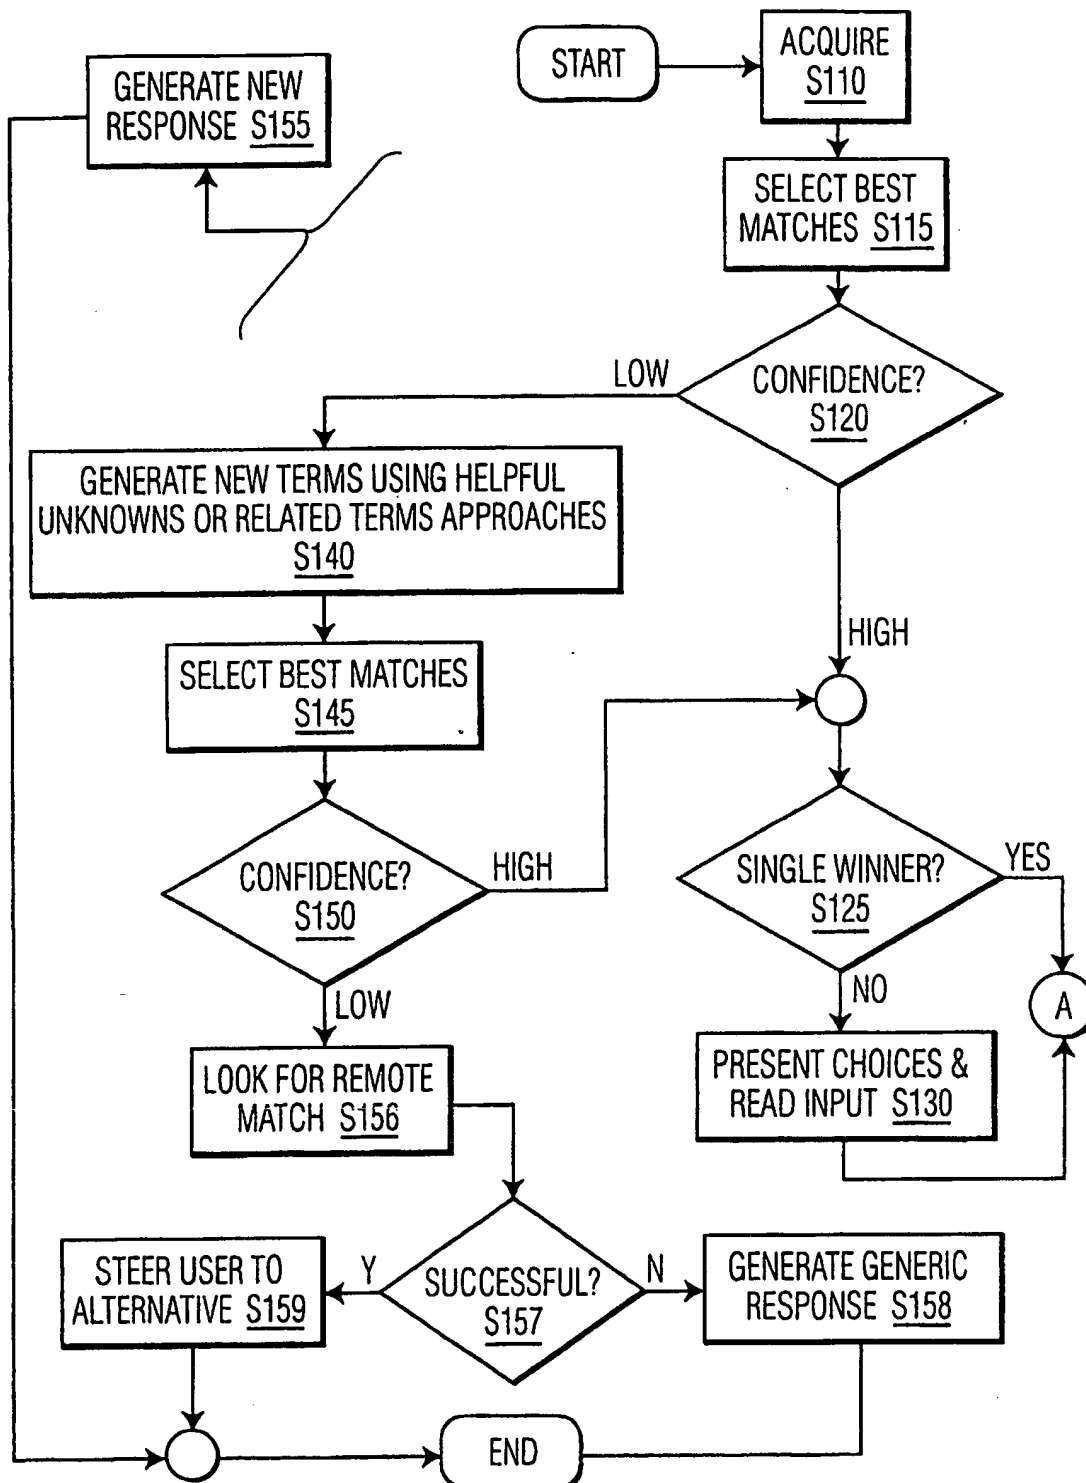 START
ACQUIRE
S110
GENERATE NEW
RESPONSE S155
SELECT BEST
MATCHES S115
CONFIDENCE?
S120
LOW
HIGH
GENERATE NEW TERMS USING HELPFUL
UNKNOWNS OR RELATED TERMS APPROACHES
S140
SELECT BEST MATCHES
S145
CONFIDENCE?
S150
HIGH
LOW
SINGLE WINNER?
S125
YES
NO
A
PRESENT CHOICES &
READ INPUT S130
LOOK FOR REMOTE
MATCH S156
SUCCESSFUL?
S157
Y
N
STEER USER TO
ALTERNATIVE S159
GENERATE GENERIC
RESPONSE S158
END